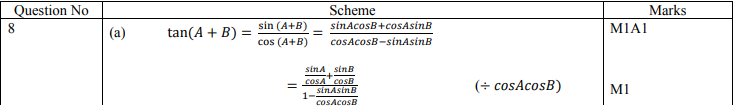 Question No Scheme Marks
8 (a) tan(A + B) = sin (A+B)/cos (A+B) = sinAcosB+cosAsinB/cosAcosB−sinAsinB M1A1
= sinA/cosA + sinB/cosB / 1 − sinAsinB/cosAcosB (÷ cosAcosB) M1